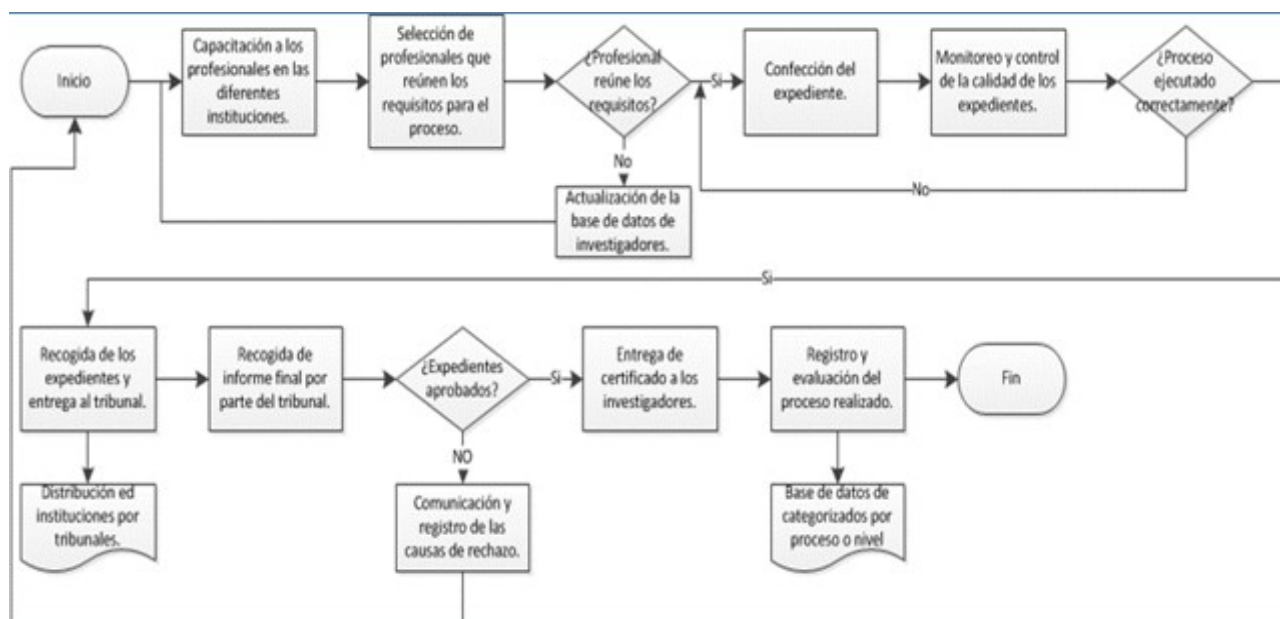 Inicio
Capacitación a los
profesionales en las
diferentes
instituciones.
Selección de
profesionales que
reúnen los
requisitos para el
proceso.
¿Profesional
reúne los
requisitos?
Si
Confección del
expediente.
Monitoreo y control
de la calidad de los
expedientes.
¿Proceso
ejecutado
correctamente?
No
Actualización de la
base de datos de
investigadores.
No
Si
Recogida de los
expedientes y
entrega al tribunal.
Recogida de
informe final por
parte del tribunal.
¿Expedientes
aprobados?
Si
Entrega de
certificado a los
investigadores.
Registro y
evaluación del
proceso realizado.
Fin
NO
Distribución ed
instituciones por
tribunales.
Comunicación y
registro de las
causas de rechazo.
Base de datos de
categorizados por
proceso o nivel